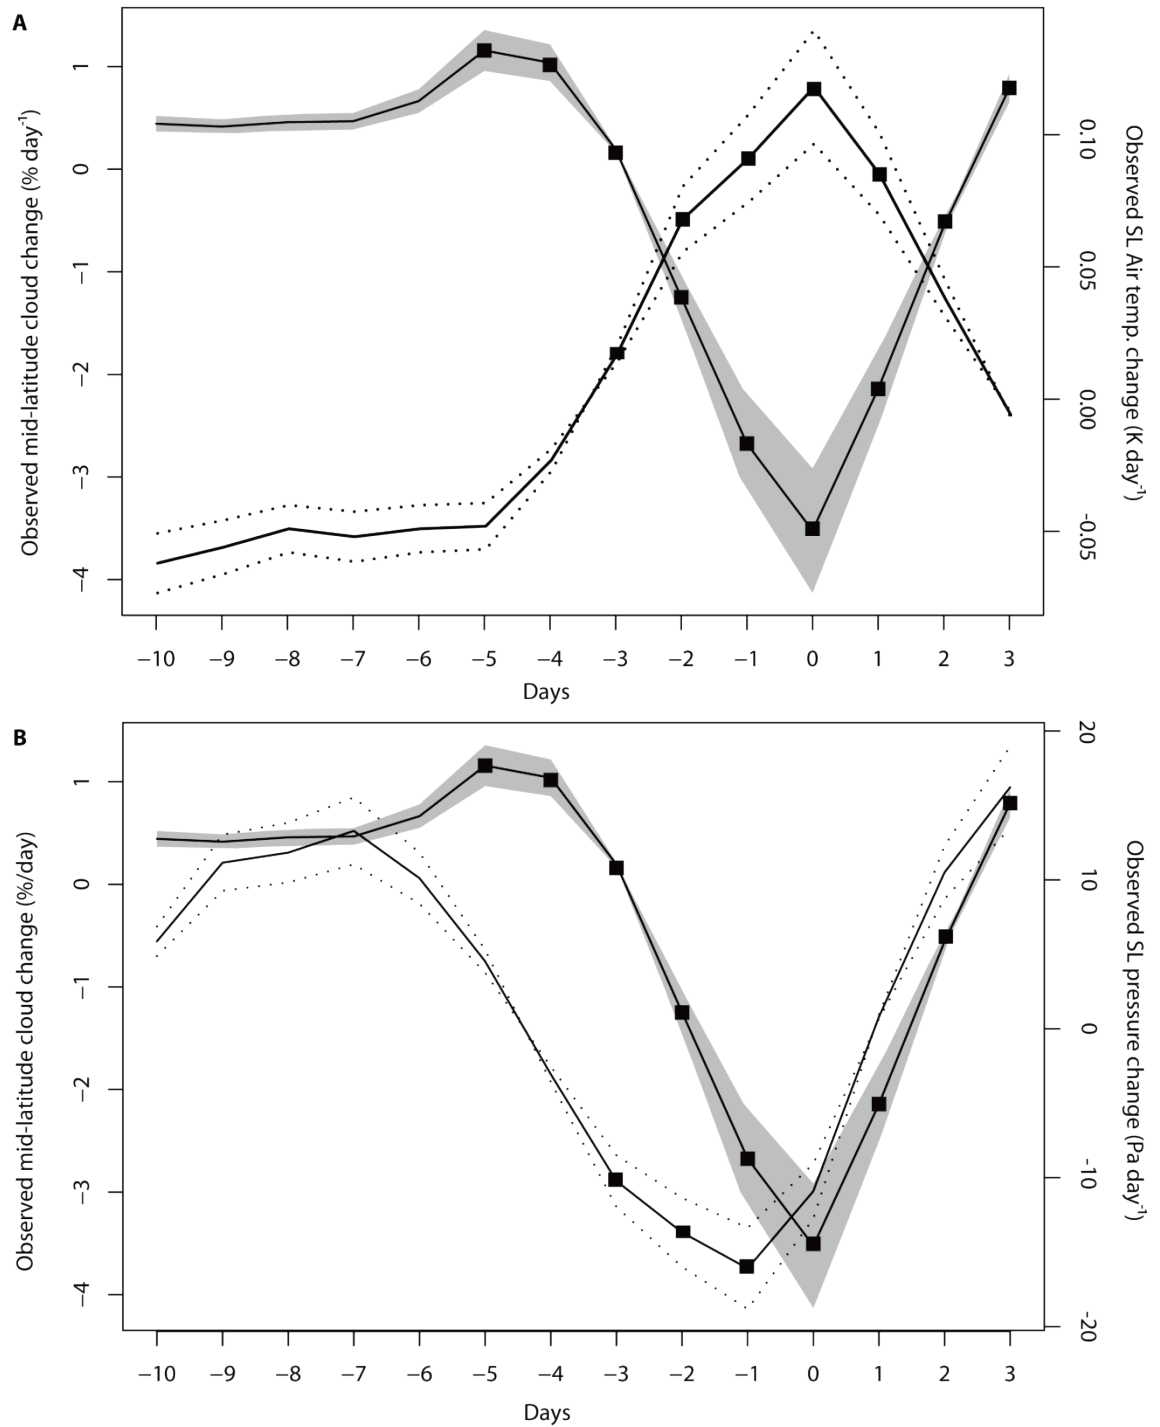 A
Observed mid-latitude cloud change (% day-1)
1
0
−1
−2
−3
−4
0.10
0.05
0.00
-0.05
Observed SL Air temp. change (K day-1)
−10 −9 −8 −7 −6 −5 −4 −3 −2 −1 0 1 2 3
Days
B
Observed mid-latitude cloud change (%/day)
1
0
−1
−2
−3
−4
20
10
0
-10
-20
Observed SL pressure change (Pa day-1)
−10 −9 −8 −7 −6 −5 −4 −3 −2 −1 0 1 2 3
Days